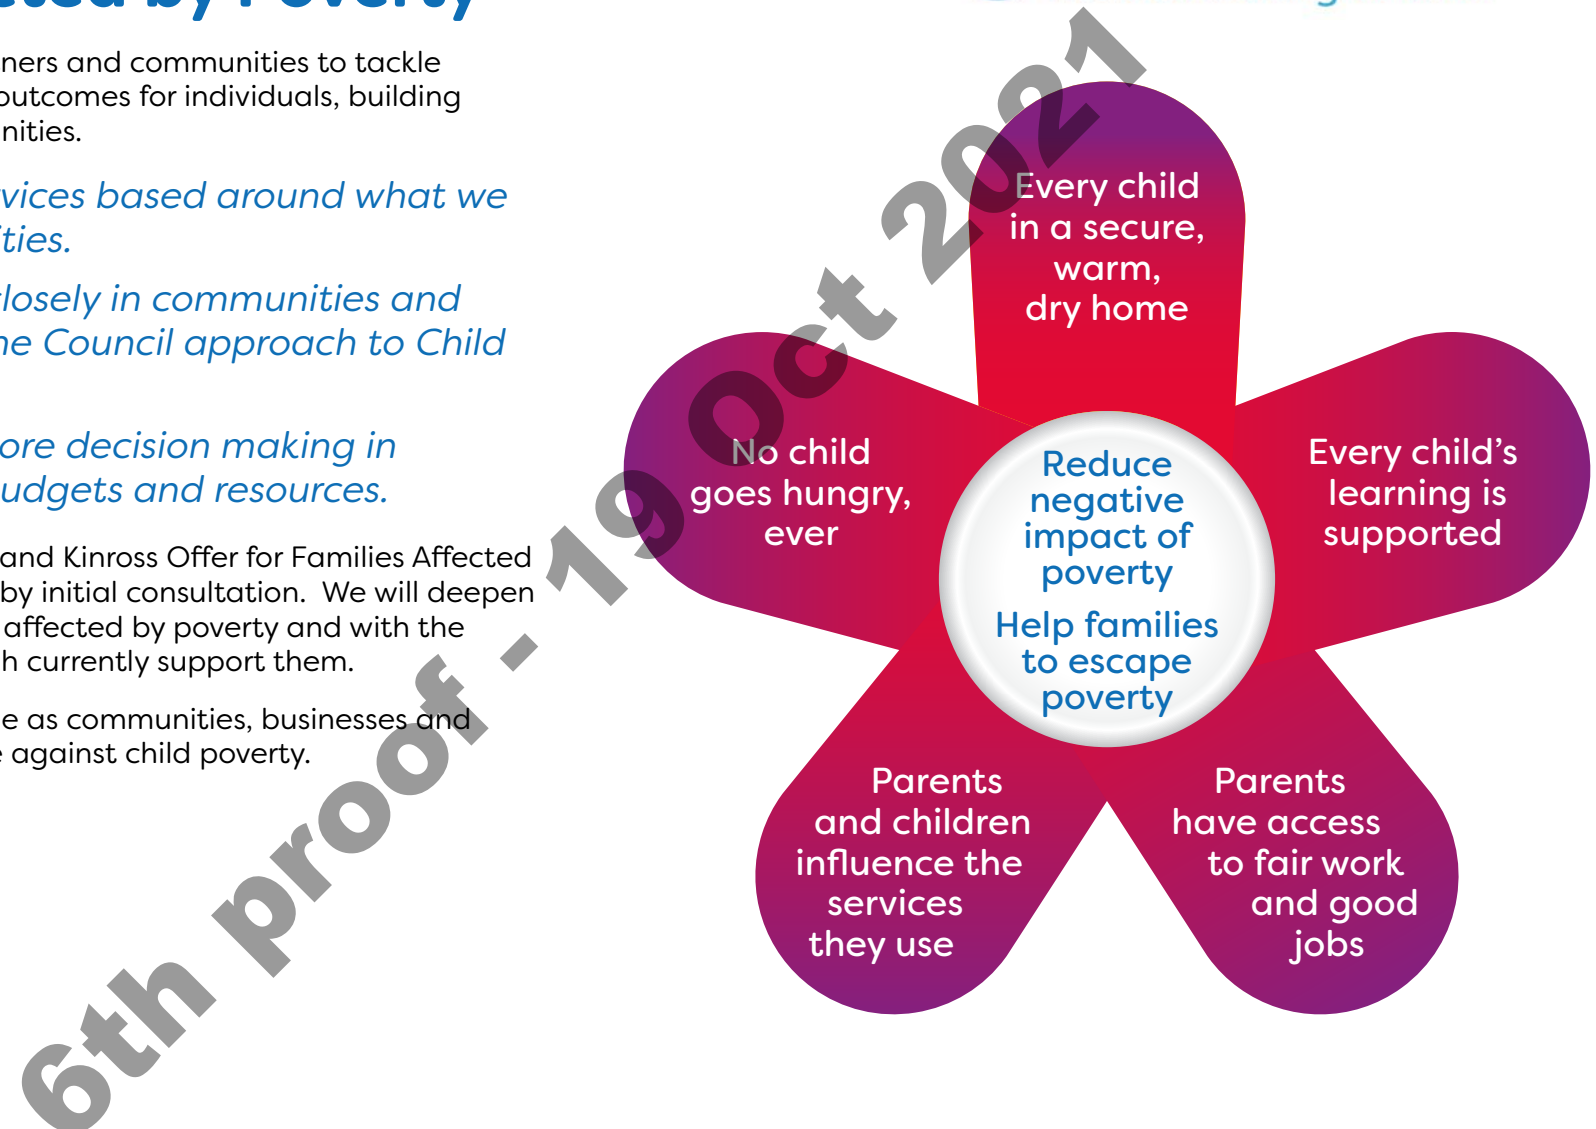 by Poverty
ners and communities to tackle
outcomes for individuals, building
nities.
vices based around what we
ities.
closely in communities and
ne Council approach to Child
ore decision making in
udgets and resources.
and Kinross Offer for Families Affected
by initial consultation.  We will deepen
affected by poverty and with the
h currently support them.
e as communities, businesses and
e against child poverty.
Every child
in a secure,
warm,
dry home
No child
goes hungry,
ever
Every child’s
learning is
supported
Reduce
negative
impact of
poverty
Help families
to escape
poverty
Parents
and children
influence the
services
they use
Parents
have access
to fair work
and good
jobs
6th proof - 19 Oct 2021